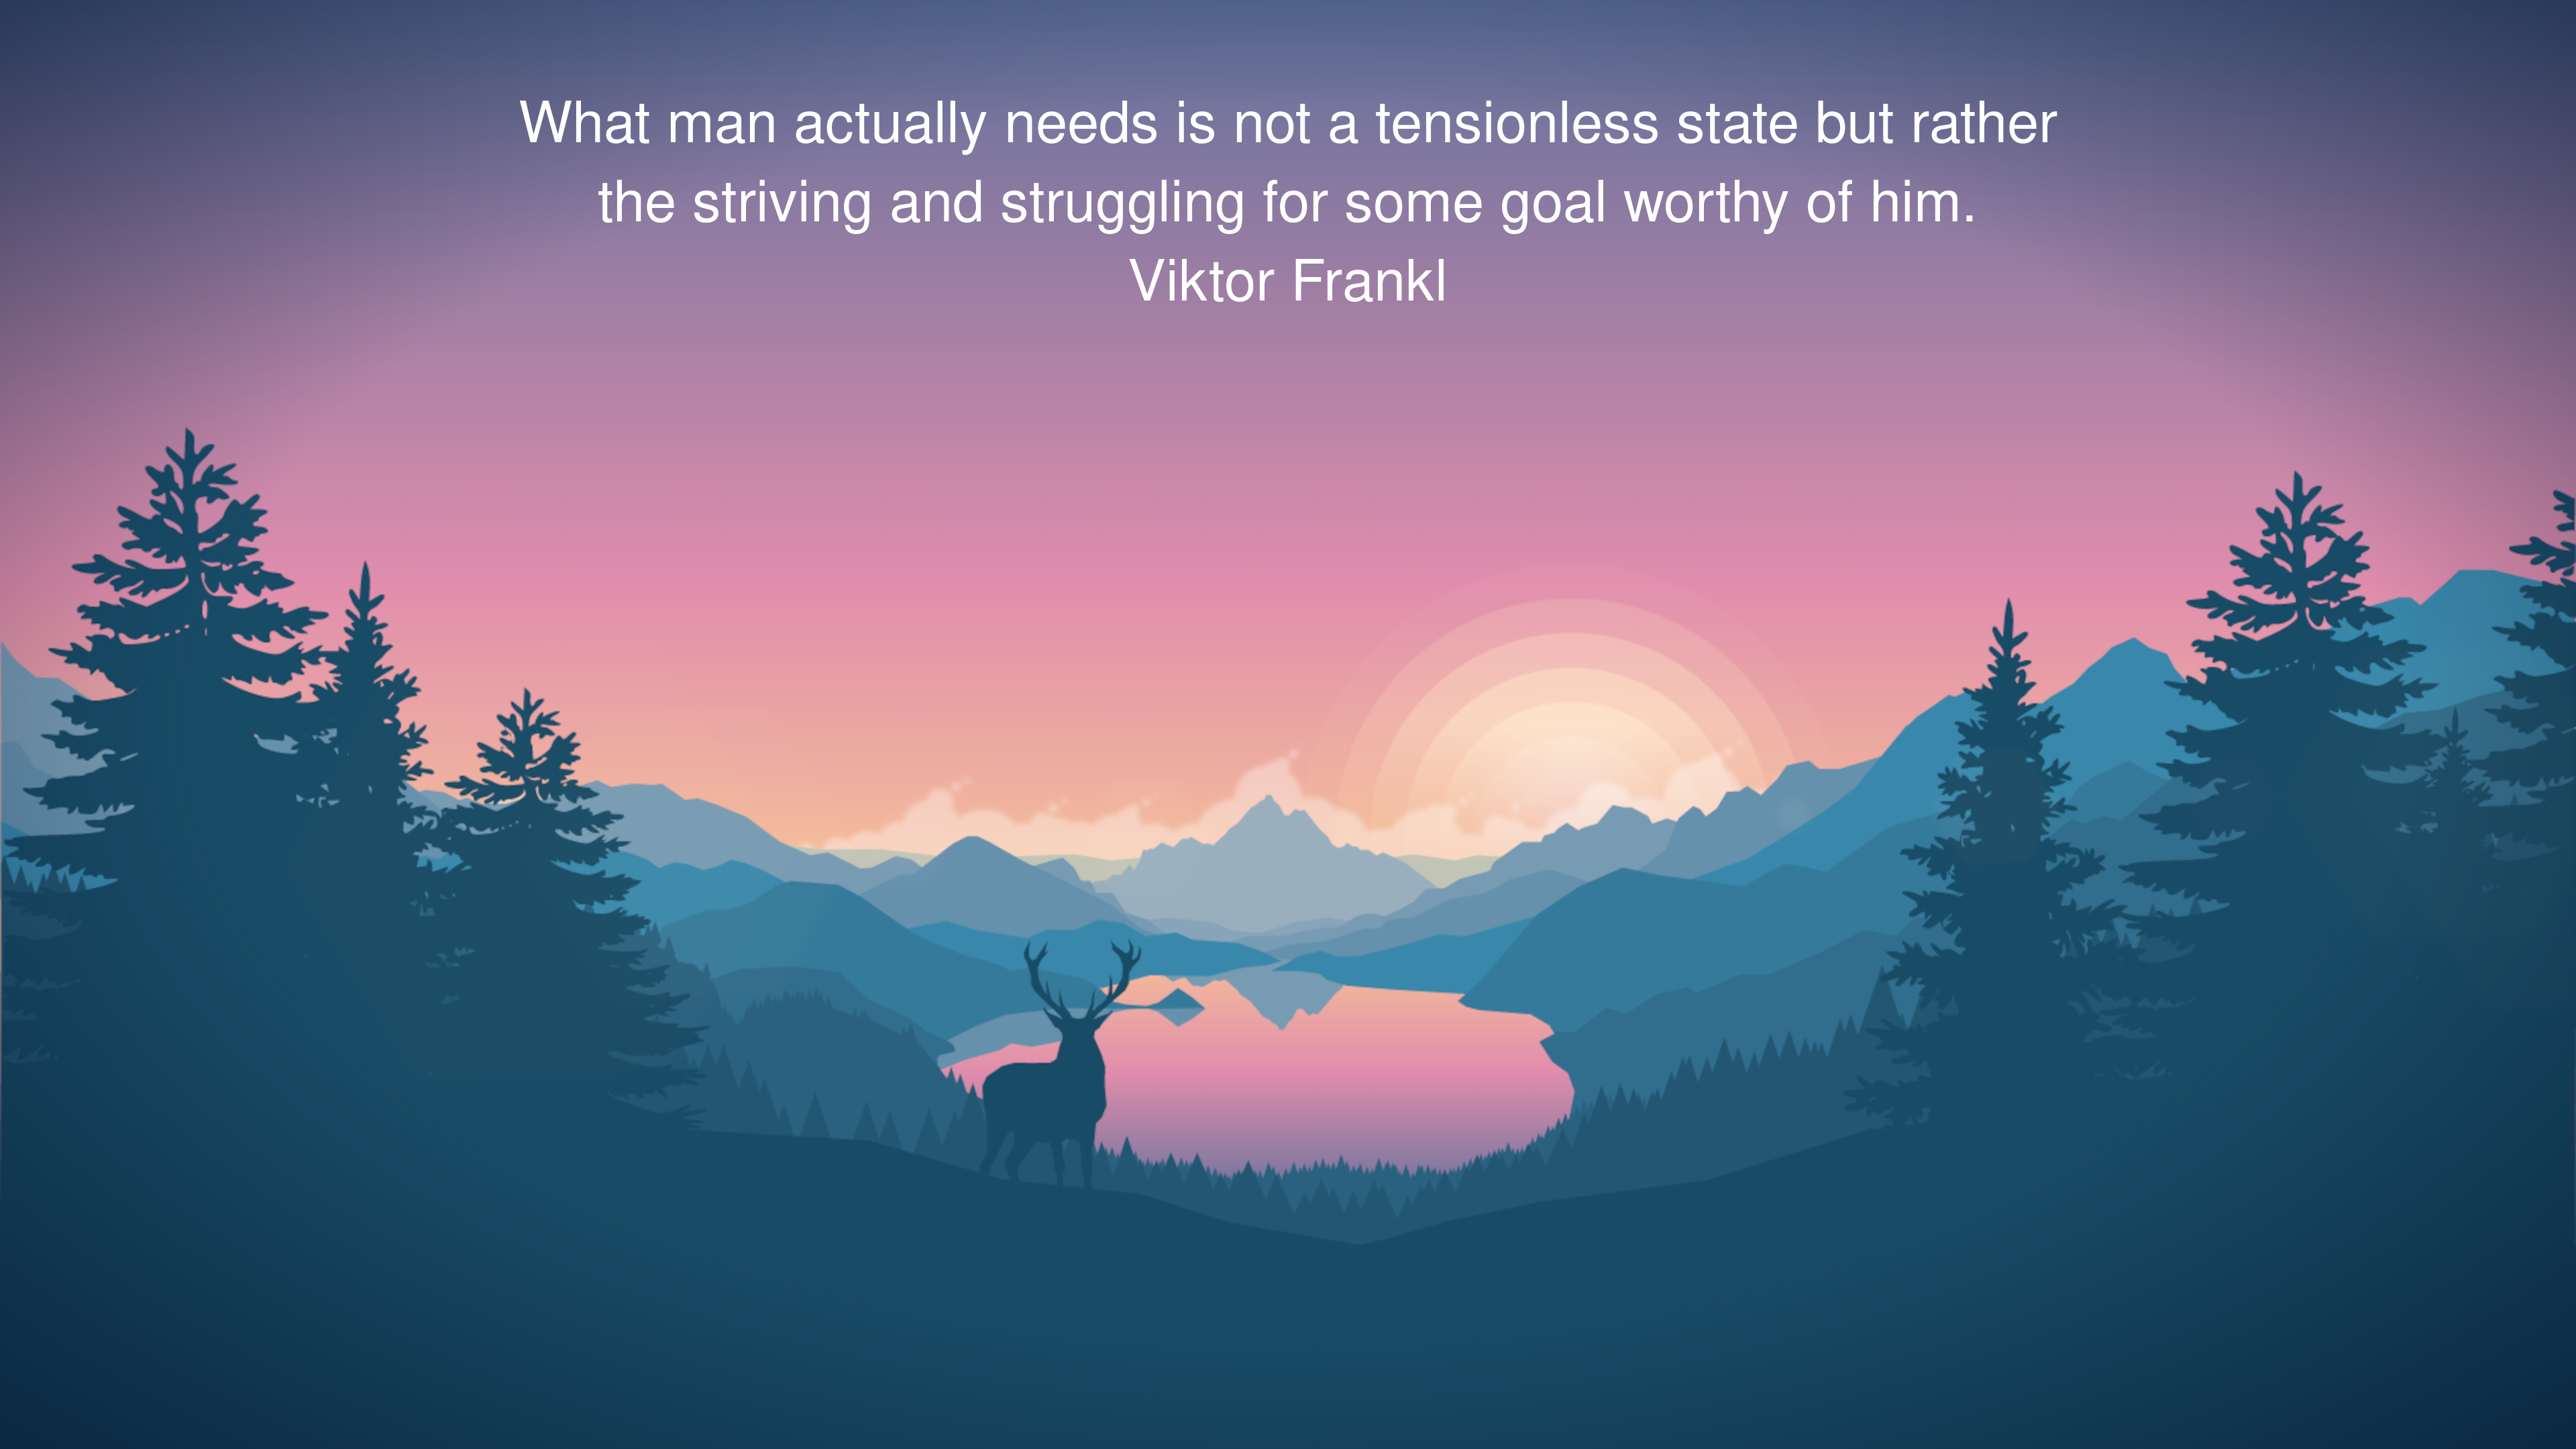 What man actually needs is not a tensionless state but rather
the striving and struggling for some goal worthy of him.
Viktor Frankl